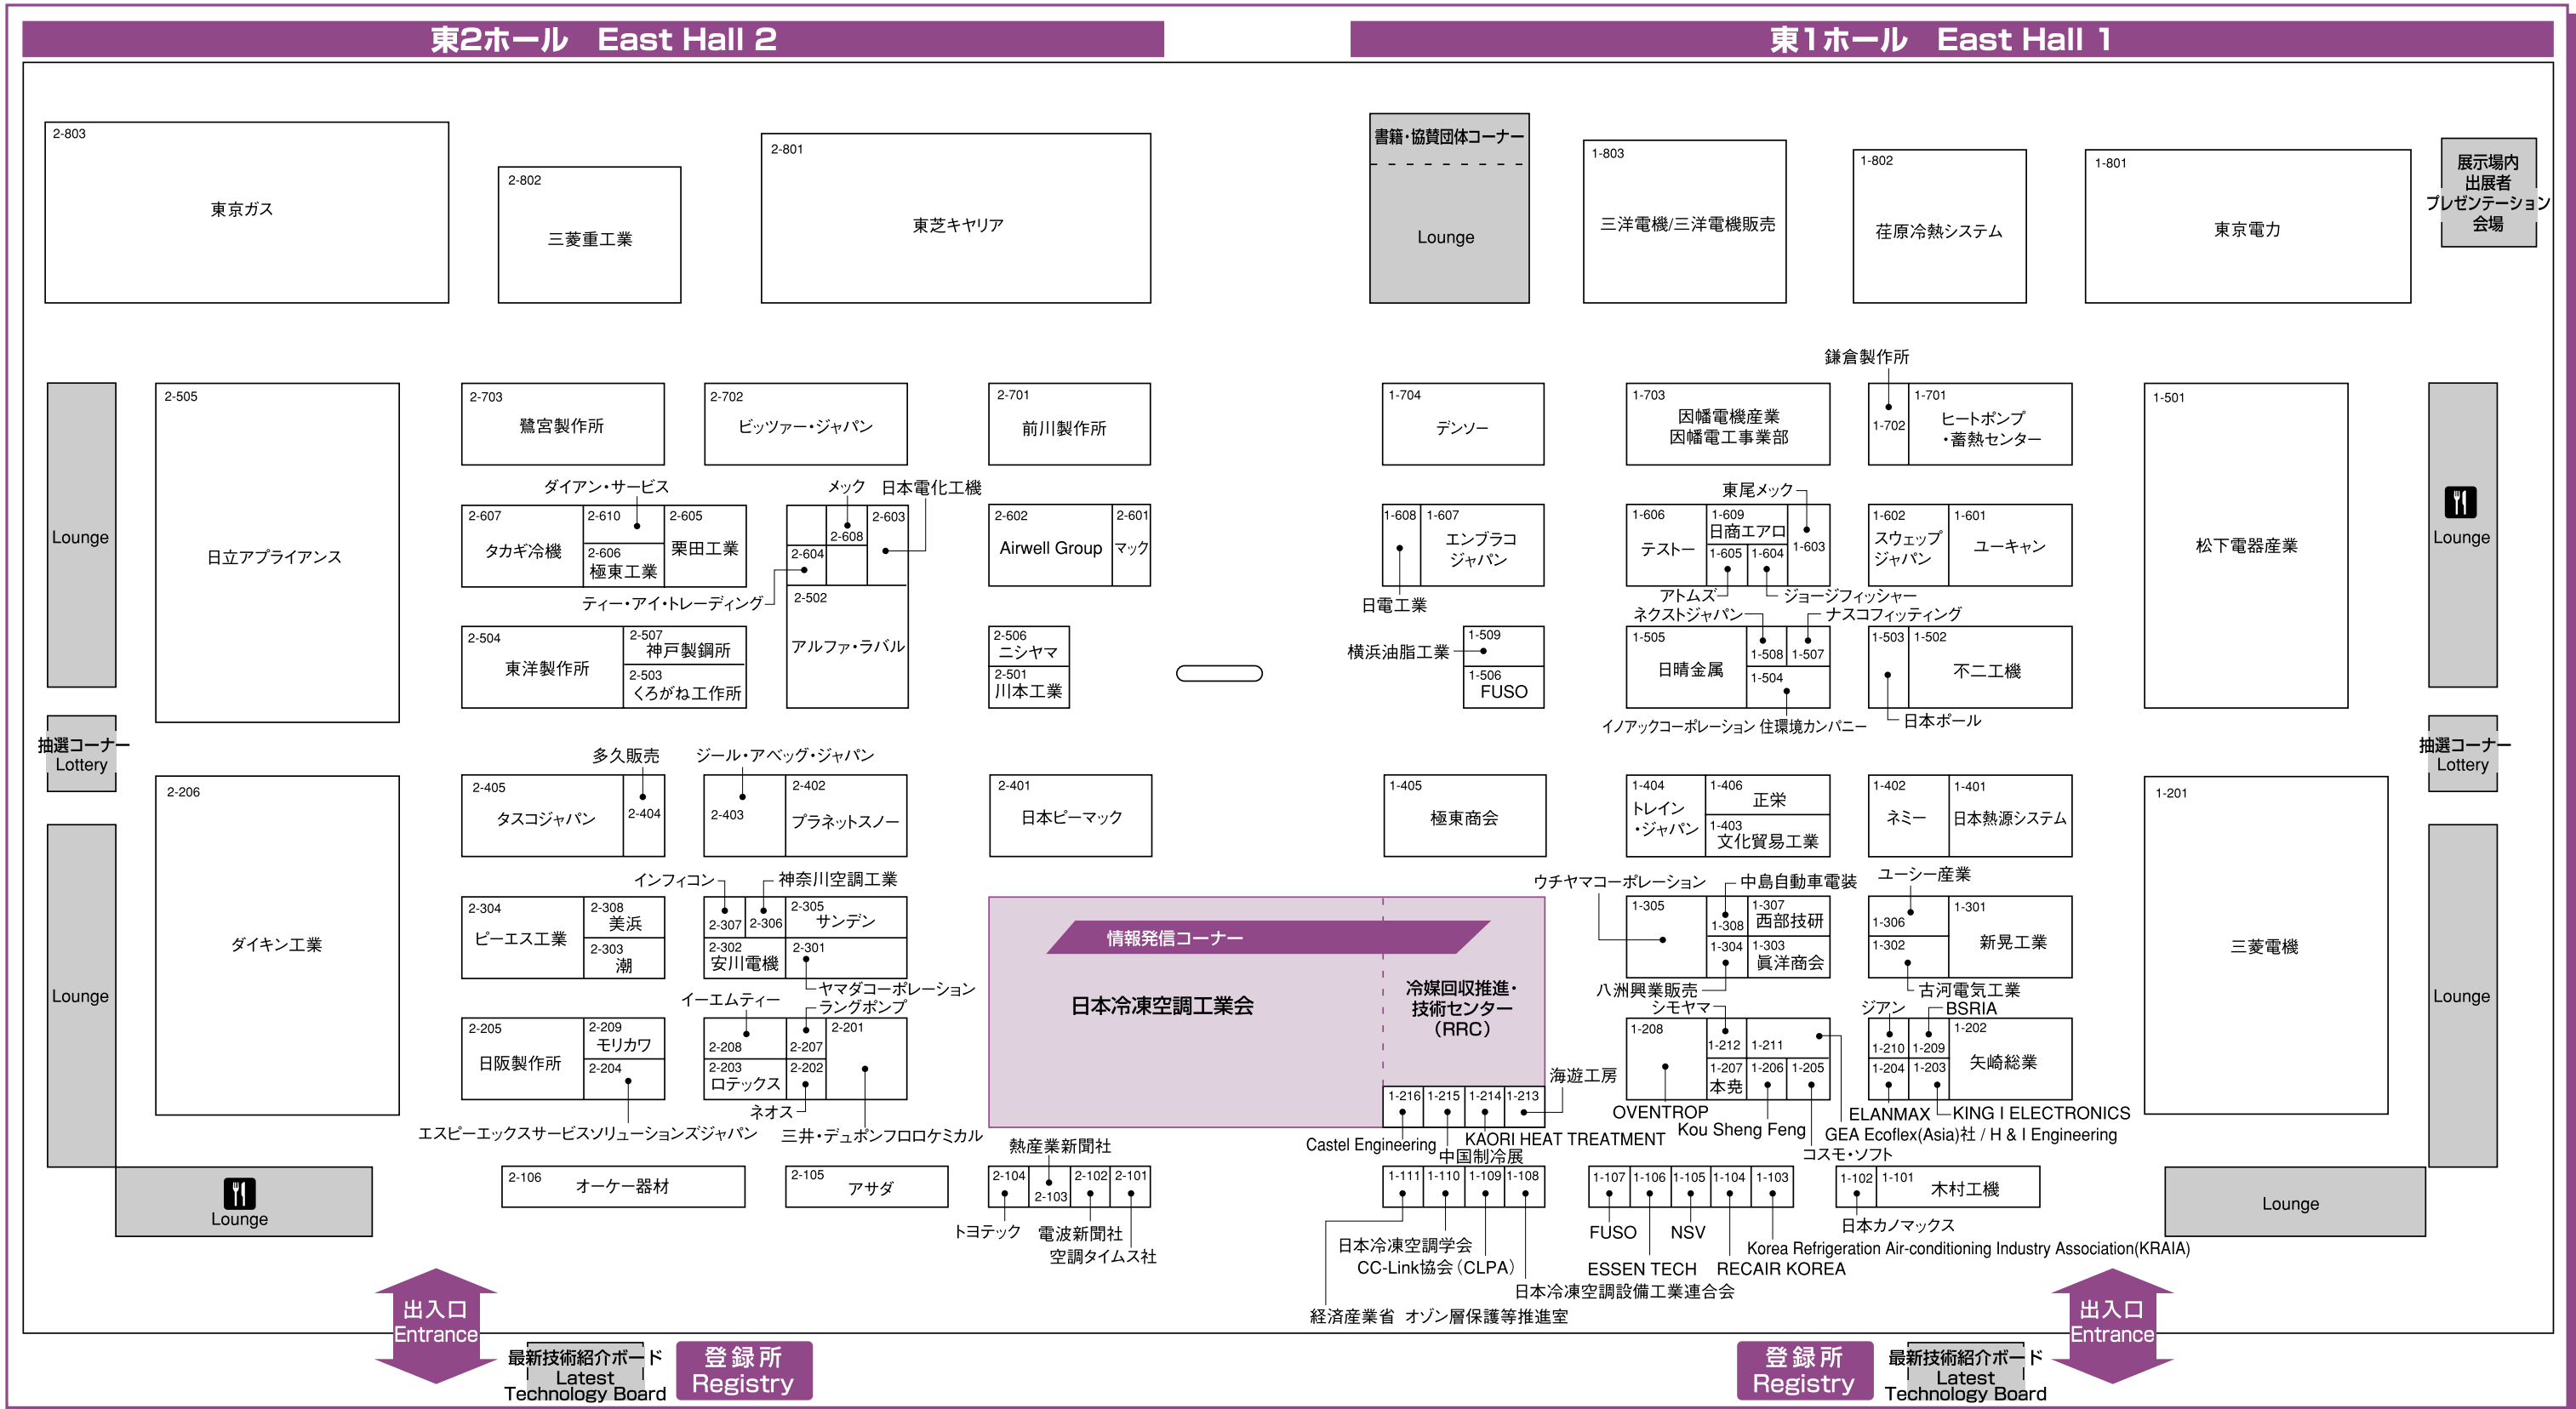 東2ホール East Hall 2
東1ホール East Hall 1
2-803
東京ガス
2-802
三菱重工業
2-801
東芝キヤリア
書籍・協賛団体コーナー
Lounge
1-803
三洋電機/三洋電機販売
1-802
荏原冷熱システム
1-801
東京電力
展示場内
出展者
プレゼンテーション
会場
Lounge
2-505
日立アプライアンス
2-703
鷺宮製作所
2-702
ビッツァー・ジャパン
2-701
前川製作所
1-704
デンソー
1-703
因幡電機産業
因幡電工事業部
鎌倉製作所
1-702
1-701
ヒートポンプ
・蓄熱センター
1-501
松下電器産業
Lounge
ダイアン・サービス
2-607
タカギ冷機
2-610
2-606
極東工業
2-605
栗田工業
メック
日本電化工機
2-608
2-603
2-604
ティー・アイ・トレーディング
2-502
アルファ・ラバル
2-602
Airwell Group
2-601
マック
1-608
日電工業
1-607
エンブラコ
ジャパン
東尾メック
1-606
テストー
1-609
日商エアロ
1-605
1-604
1-603
アトムズ
ジョージフィッシャー
1-602
スウェップ
ジャパン
1-601
ユーキャン
2-504
東洋製作所
2-507
神戸製鋼所
2-503
くろがね工作所
2-506
ニシヤマ
2-501
川本工業
1-509
横浜油脂工業
1-506
FUSO
ネクストジャパン
ナスコフィッティング
1-505
日晴金属
1-508
1-507
1-504
イノアックコーポレーション 住環境カンパニー
1-503
日本ポール
1-502
不二工機
抽選コーナー
Lottery
抽選コーナー
Lottery
2-206
ダイキン工業
多久販売
2-405
タスコジャパン
2-404
ジール・アベッグ・ジャパン
2-403
2-402
プラネットスノー
2-401
日本ピーマック
1-405
極東商会
1-404
トレイン
・ジャパン
1-406
正栄
1-403
文化貿易工業
1-402
ネミー
1-401
日本熱源システム
1-201
三菱電機
Lounge
Lounge
2-304
ピーエス工業
2-308
美浜
2-303
潮
インフィコン
神奈川空調工業
2-307
2-306
2-305
サンデン
2-302
安川電機
2-301
ヤマダコーポレーション
情報発信コーナー
日本冷凍空調工業会
冷媒回収推進・
技術センター
(RRC)
ウチヤマコーポレーション
中島自動車電装
1-305
1-308
1-307
西部技研
1-304
1-303
眞洋商会
八洲興業販売
ユーシー産業
1-306
1-302
1-301
新晃工業
古河電気工業
2-205
日阪製作所
2-209
モリカワ
2-204
エスピーエックスサービスソリューションズジャパン
イーエムティー
ラングポンプ
2-208
2-207
2-201
2-203
ロテックス
2-202
ネオス
三井・デュポンフロロケミカル
1-216
1-215
1-214
1-213
海遊工房
Castel Engineering
中国制冷展
KAORI HEAT TREATMENT
シモヤマ
1-208
1-212
1-211
1-207
本堯
1-206
1-205
OVENTROP
Kou Sheng Feng
コスモ・ソフト
GEA Ecoflex(Asia)社 / H & I Engineering
ジアン
BSRIA
1-210
1-209
1-204
1-203
1-202
矢崎総業
ELANMAX
KING I ELECTRONICS
Lounge
2-106
オーケー器材
2-105
アサダ
熱産業新聞社
2-104
2-103
2-102
2-101
トヨテック
電波新聞社
空調タイムス社
1-111
1-110
1-109
1-108
日本冷凍空調学会
CC-Link協会(CLPA)
日本冷凍空調設備工業連合会
経済産業省 オゾン層保護等推進室
1-107
1-106
1-105
1-104
1-103
FUSO
NSV
ESSEN TECH
RECAIR KOREA
Korea Refrigeration Air-conditioning Industry Association(KRAIA)
1-102
1-101
木村工機
日本カノマックス
Lounge
出入口
Entrance
最新技術紹介ボード
Latest
Technology Board
登録所
Registry
登録所
Registry
最新技術紹介ボード
Latest
Technology Board
出入口
Entrance